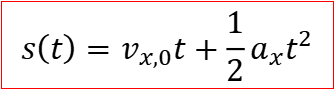 s(t) = v_{x,0}t + \frac{1}{2}a_x t^2